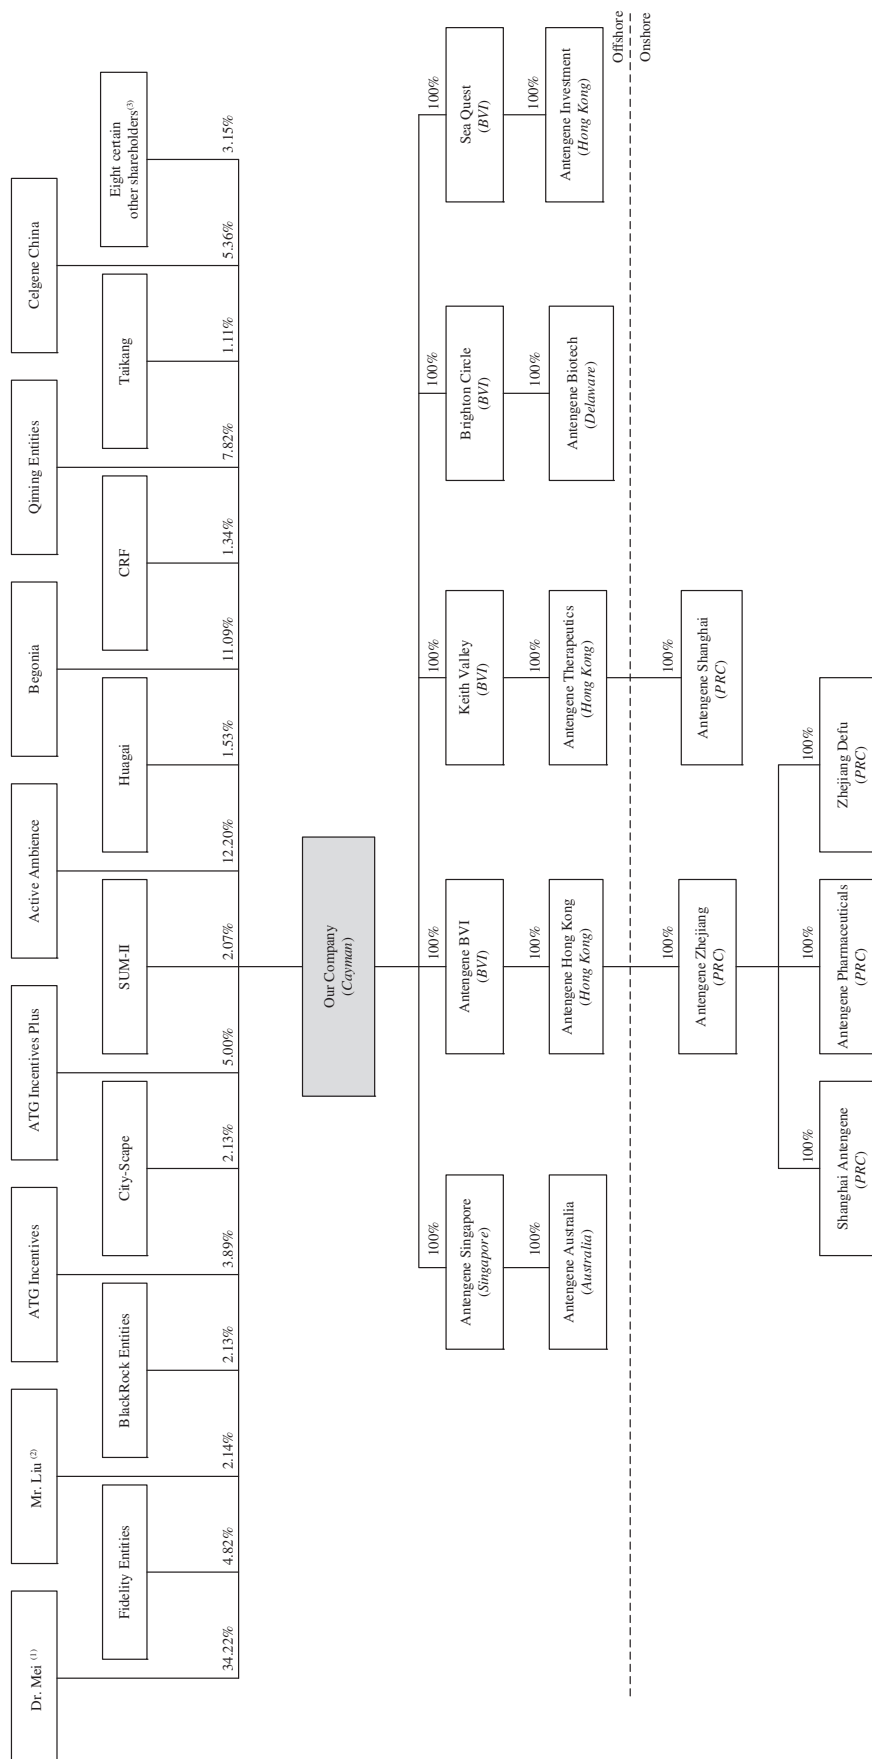 Dr. Mei (1)
Mr. Liu (2)
ATG Incentives
ATG Incentives Plus
Active Ambience
Begonia
Qiming Entities
Celgene China
Fidelity Entities
BlackRock Entities
City-Scape
SUM-II
Huagai
CRF
Taikang
Eight certain
other shareholders(3)
34.22%
4.82%
2.14%
2.13%
3.89%
2.13%
5.00%
2.07%
12.20%
1.53%
11.09%
1.34%
7.82%
1.11%
5.36%
3.15%
Our Company
(Cayman)
100%
100%
100%
100%
100%
Antengene Singapore
(Singapore)
Antengene BVI
(BVI)
Keith Valley
(BVI)
Brighton Circle
(BVI)
Sea Quest
(BVI)
100%
100%
100%
100%
100%
Antengene Australia
(Australia)
Antengene Hong Kong
(Hong Kong)
Antengene Therapeutics
(Hong Kong)
Antengene Biotech
(Delaware)
Antengene Investment
(Hong Kong)
Offshore
Onshore
100%
100%
Antengene Zhejiang
(PRC)
Antengene Shanghai
(PRC)
100%
100%
100%
Shanghai Antengene
(PRC)
Antengene Pharmaceuticals
(PRC)
Zhejiang Defu
(PRC)